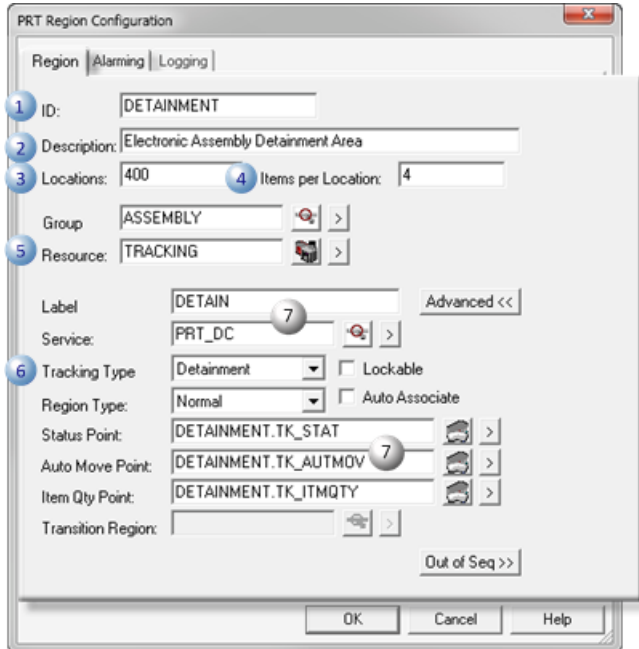 PRT Region Configuration
Region Alarming Logging
1 ID: DETAINMENT
2 Description: Electronic Assembly Detainment Area
3 Locations: 400 4 Items per Location: 4
Group ASSEMBLY >
5 Resource: TRACKING >
Label DETAIN Advanced <<
7
Service: PRT_DC >
6 Tracking Type Detainment Lockable
Region Type: Normal Auto Associate
Status Point: DETAINMENT.TK_STAT >
7
Auto Move Point: DETAINMENT.TK_AUTMOV >
Item Qty Point: DETAINMENT.TK_ITMQTY >
Transition Region: >
Out of Seq >>
OK Cancel Help